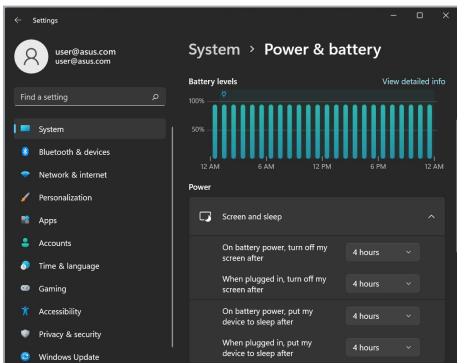 Settings
user@asus.com
user@asus.com
Find a setting
System
Bluetooth & devices
Network & internet
Personalization
Apps
Accounts
Time & language
Gaming
Accessibility
Privacy & security
Windows Update
System > Power & battery
Battery levels View detailed info
100%
50%
12 AM 6 AM 12 PM 6 PM 12 AM
Power
Screen and sleep
On battery power, turn off my
screen after
4 hours
When plugged in, turn off my
screen after
4 hours
On battery power, put my
device to sleep after
4 hours
When plugged in, put my
device to sleep after
4 hours